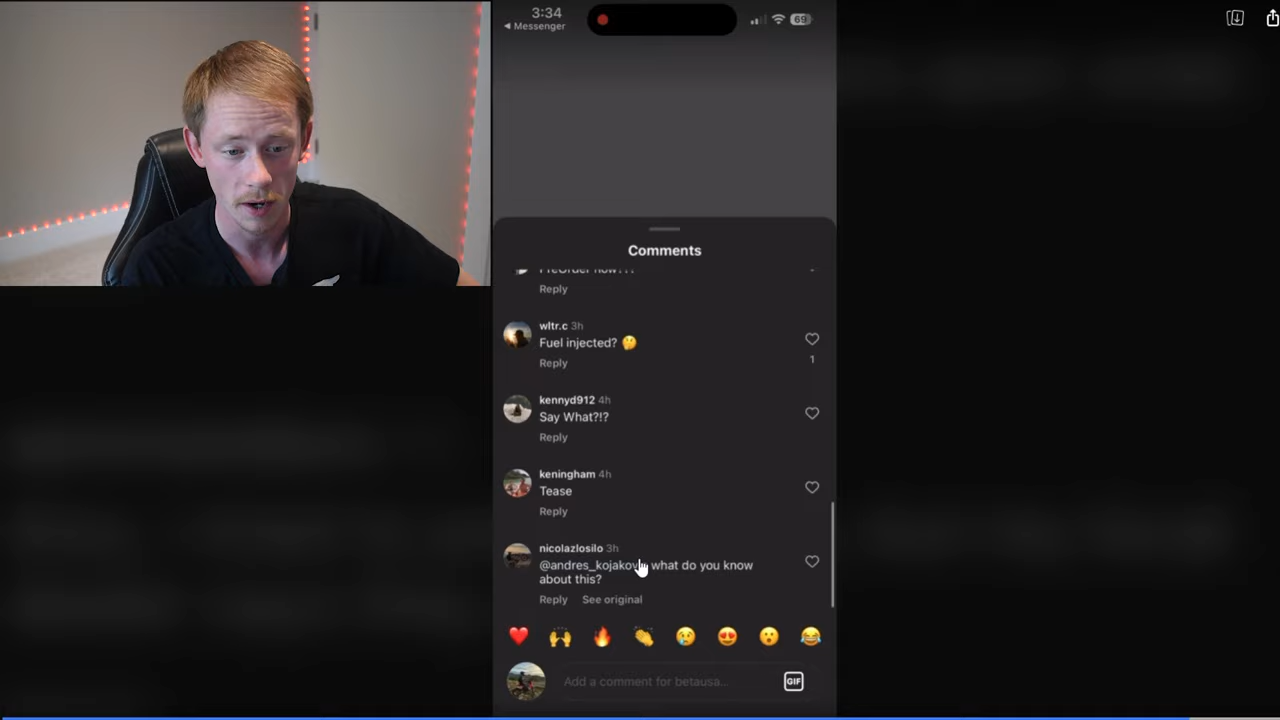 3:34
Messenger
69
Comments
Reply
wltr.c 3h
Fuel injected? 🤔
Reply
1
kennyd912 4h
Say What?!?
Reply
keningham 4h
Tease
Reply
nicolazlosilo 3h
what do you know
about this?
Reply See original
Add a comment for betausa...
GIF